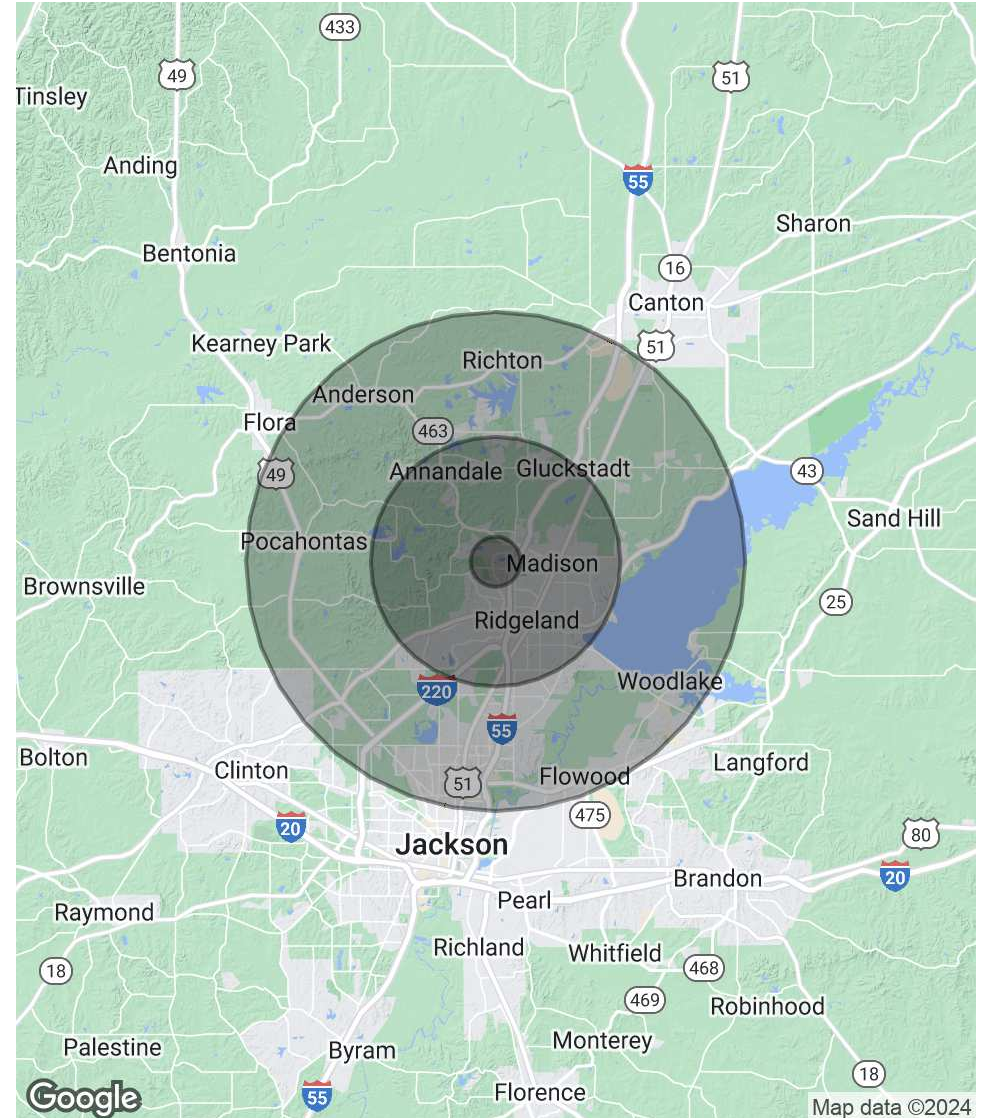 433
49
51
Tinsley
Anding
55
Sharon
Bentonia
16
Canton
Kearney Park
51
Richton
Anderson
Flora
463
49
Annandale
Gluckstadt
43
Sand Hill
Pocahontas
Madison
Brownsville
25
Ridgeland
Woodlake
220
55
Bolton
Clinton
51
Flowood
Langford
475
20
80
Jackson
20
Brandon
Pearl
Raymond
Richland
Whitfield
18
468
469
Robinhood
Palestine
Byram
Monterey
18
55
Florence
Google
Map data ©2024